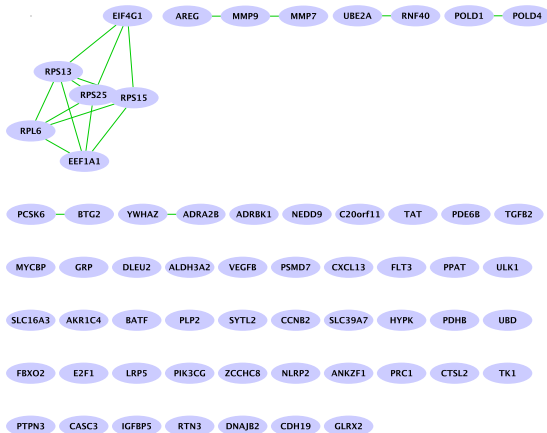 EIF4G1 AREG MMP9 MMP7 UBE2A RNF40 POLD1 POLD4
RPS13
RPS25 RPS15
RPL6
EEF1A1
PCSK6 BTG2 YWHAZ ADRA2B ADRBK1 NEDD9 C20orf11 TAT PDE6B TGFB2
MYCBP GRP DLEU2 ALDH3A2 VEGFB PSMD7 CXCL13 FLT3 PPAT ULK1
SLC16A3 AKR1C4 BATF PLP2 SYTL2 CCNB2 SLC39A7 HYPK PDHB UBD
FBXO2 E2F1 LRP5 PIK3CG ZCCHC8 NLRP2 ANKZF1 PRC1 CTSL2 TK1
PTPN3 CASC3 IGFBP5 RTN3 DNAJB2 CDH19 GLRX2